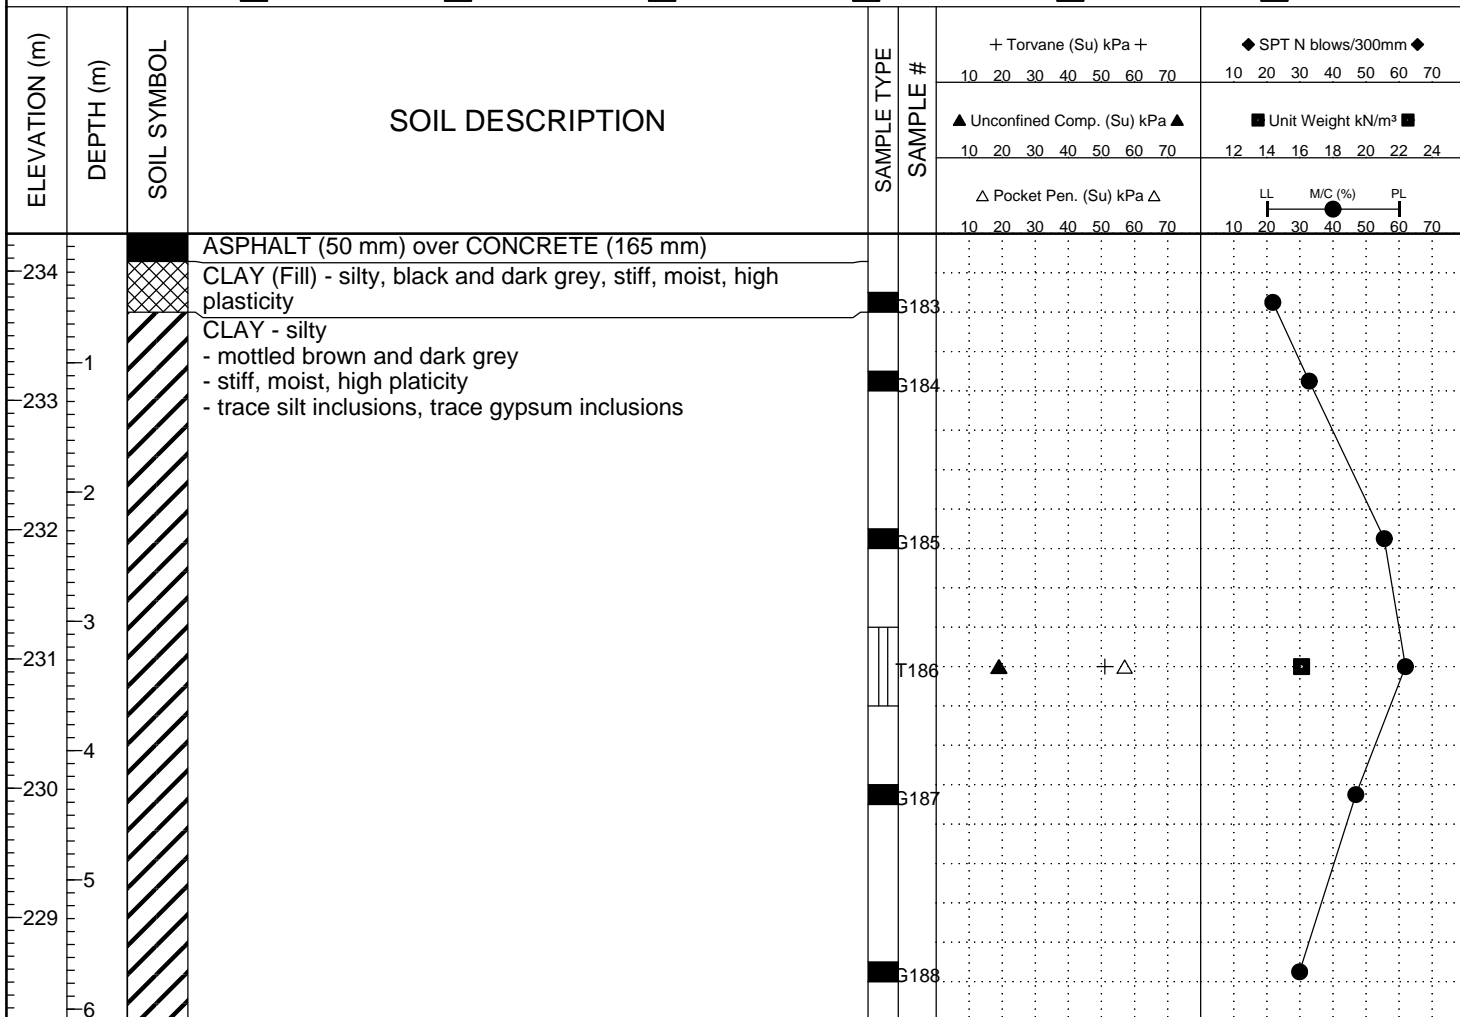 ELEVATION (m)
DEPTH (m)
SOIL SYMBOL
SOIL DESCRIPTION
SAMPLE TYPE
SAMPLE #
+ Torvane (Su) kPa +
10 20 30 40 50 60 70
▲ Unconfined Comp. (Su) kPa ▲
10 20 30 40 50 60 70
△ Pocket Pen. (Su) kPa △
10 20 30 40 50 60 70
◆ SPT N blows/300mm ◆
10 20 30 40 50 60 70
■ Unit Weight kN/m³ ■
12 14 16 18 20 22 24
LL M/C (%) PL
10 20 30 40 50 60 70
ASPHALT (50 mm) over CONCRETE (165 mm)
234
CLAY (Fill) - silty, black and dark grey, stiff, moist, high
plasticity
G183
CLAY - silty
- mottled brown and dark grey
1
- stiff, moist, high platicity
G184
233
- trace silt inclusions, trace gypsum inclusions
2
232
G185
3
231
T186
4
230
G187
5
229
G188
6